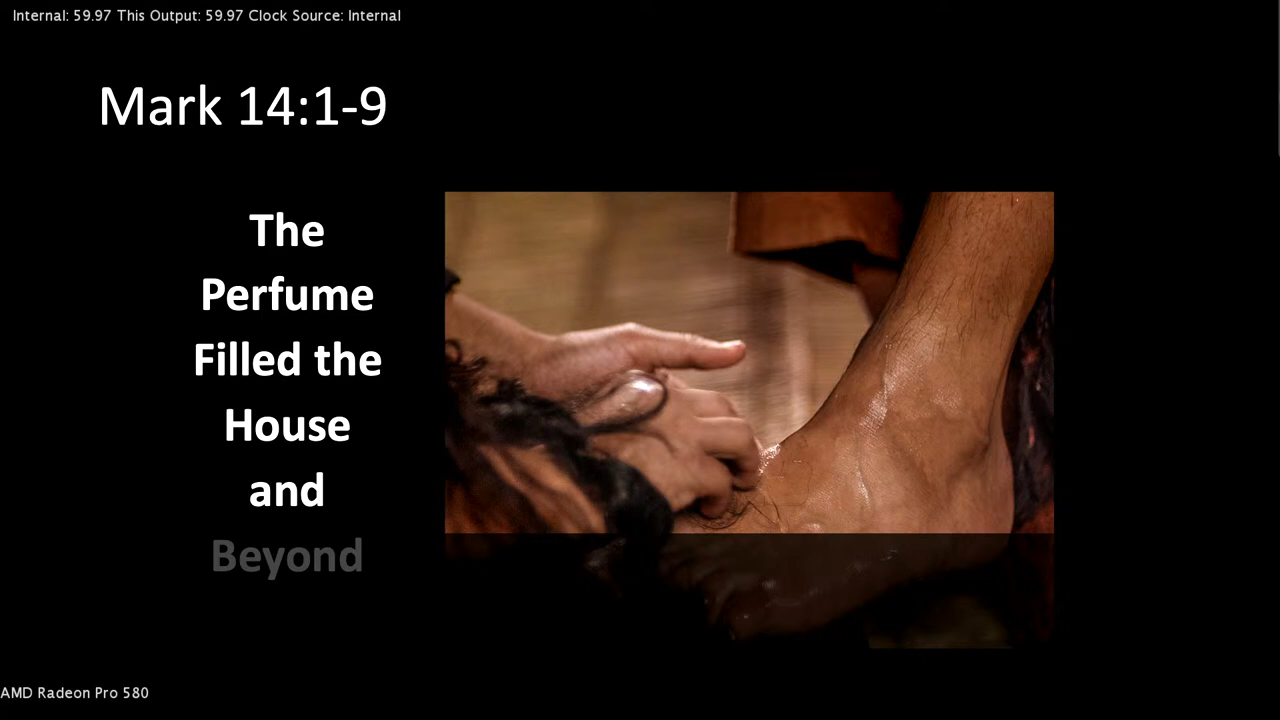 Internal: 59.97 This Output: 59.97 Clock Source: Internal
Mark 14:1-9
The
Perfume
Filled the
House
and
Beyond
AMD Radeon Pro 580